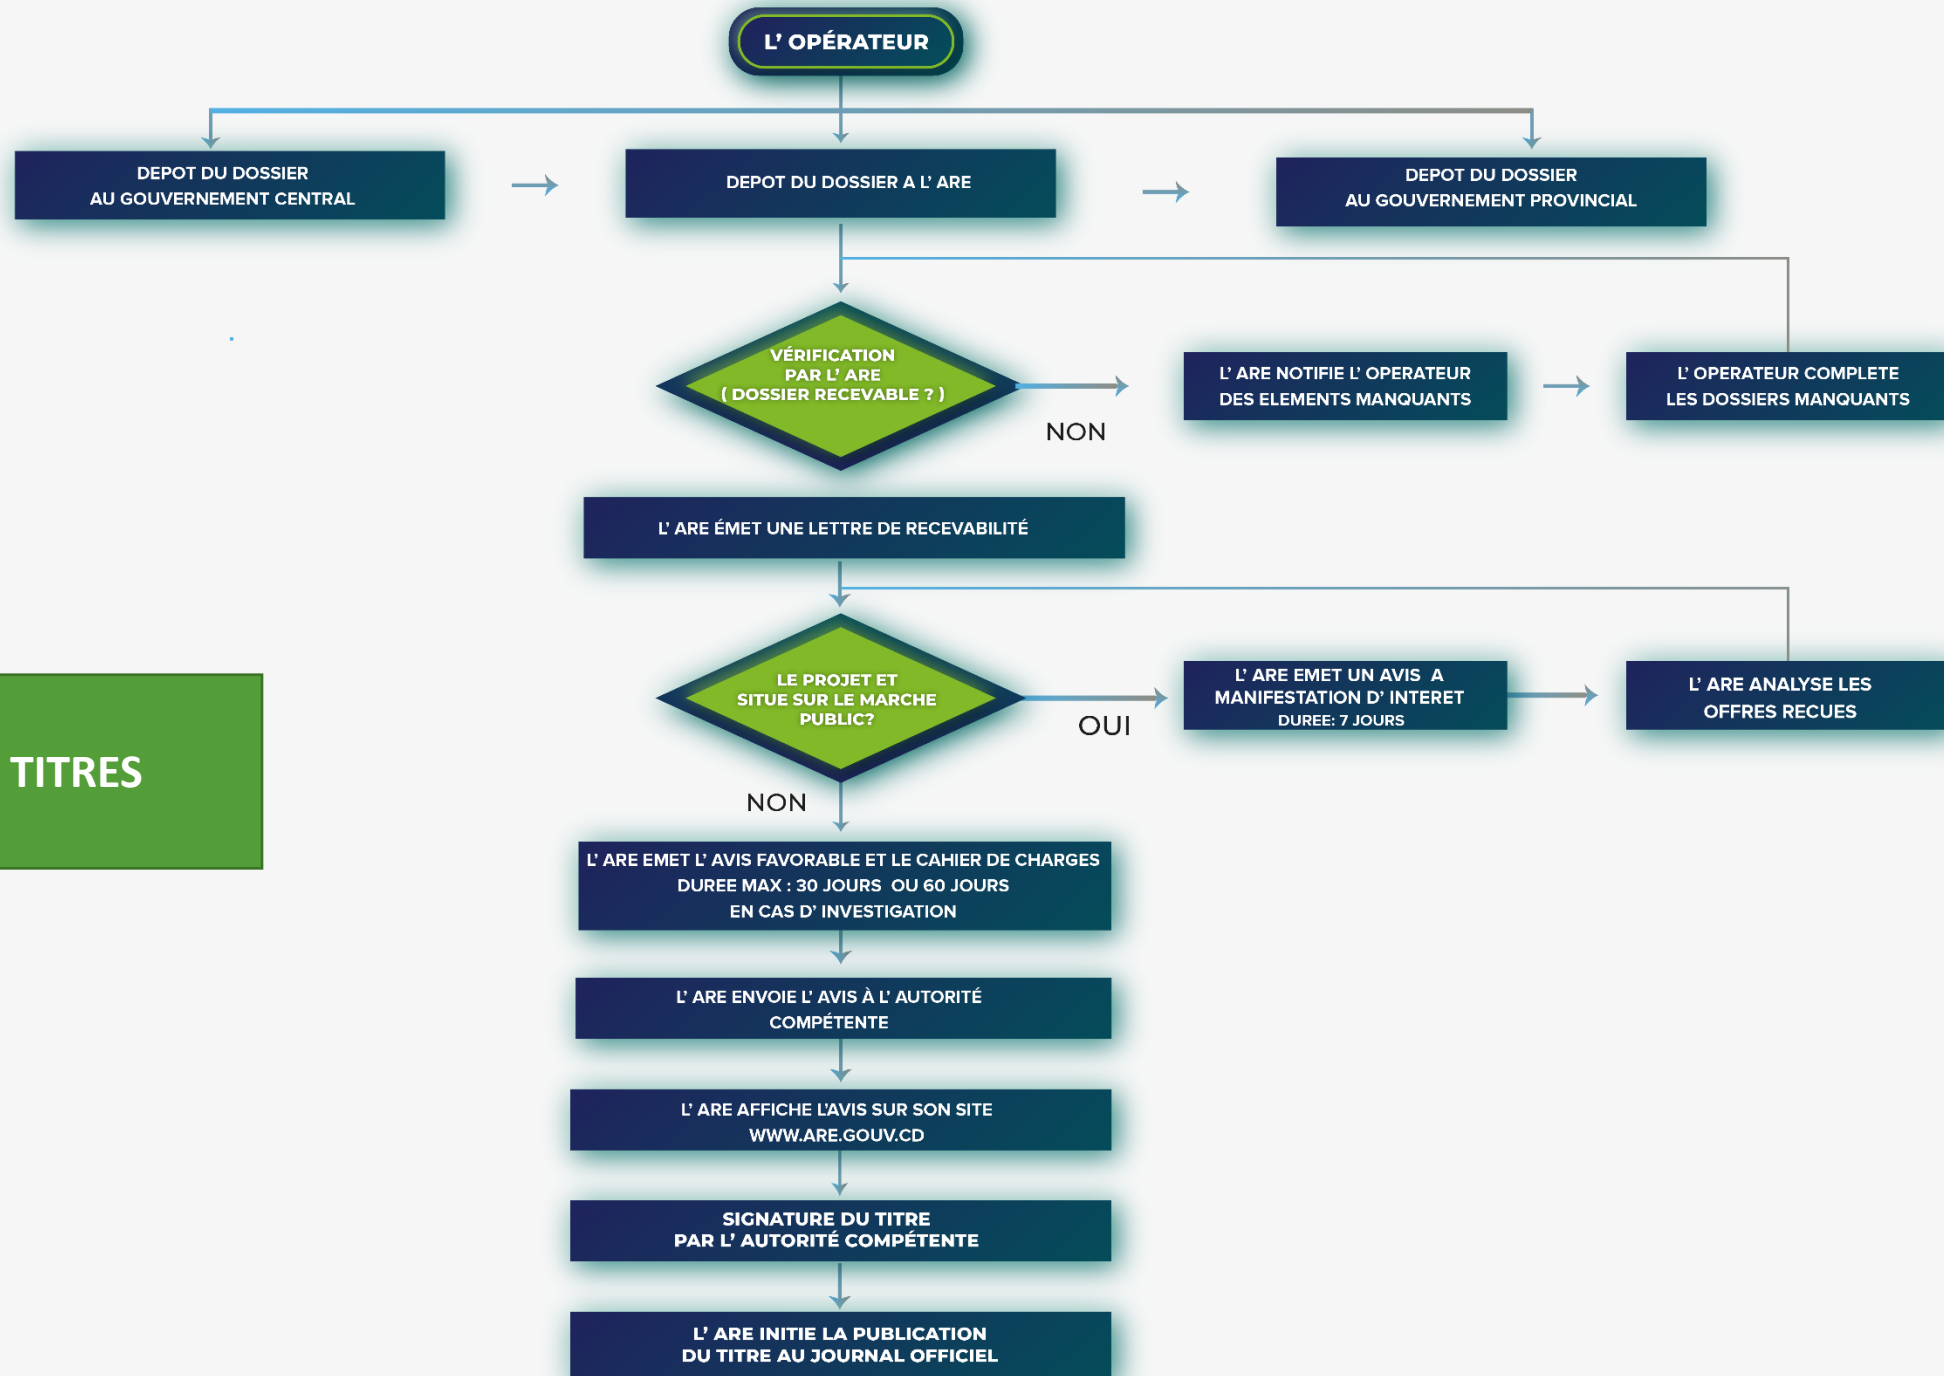 L' OPÉRATEUR
DEPOT DU DOSSIER
AU GOUVERNEMENT CENTRAL
DEPOT DU DOSSIER A L' ARE
DEPOT DU DOSSIER
AU GOUVERNEMENT PROVINCIAL
VÉRIFICATION
PAR L' ARE
( DOSSIER RECEVABLE ? )
NON
L' ARE NOTIFIE L' OPERATEUR
DES ELEMENTS MANQUANTS
L' OPERATEUR COMPLETE
LES DOSSIERS MANQUANTS
L' ARE ÉMET UNE LETTRE DE RECEVABILITÉ
LE PROJET ET
SITUE SUR LE MARCHE
PUBLIC?
OUI
L' ARE EMET UN AVIS A
MANIFESTATION D' INTERET
DUREE: 7 JOURS
L' ARE ANALYSE LES
OFFRES RECUES
TITRES
NON
L' ARE EMET L' AVIS FAVORABLE ET LE CAHIER DE CHARGES
DUREE MAX : 30 JOURS OU 60 JOURS
EN CAS D' INVESTIGATION
L' ARE ENVOIE L' AVIS À L' AUTORITÉ
COMPÉTENTE
L' ARE AFFICHE L'AVIS SUR SON SITE
WWW.ARE.GOUV.CD
SIGNATURE DU TITRE
PAR L' AUTORITÉ COMPÉTENTE
L' ARE INITIE LA PUBLICATION
DU TITRE AU JOURNAL OFFICIEL